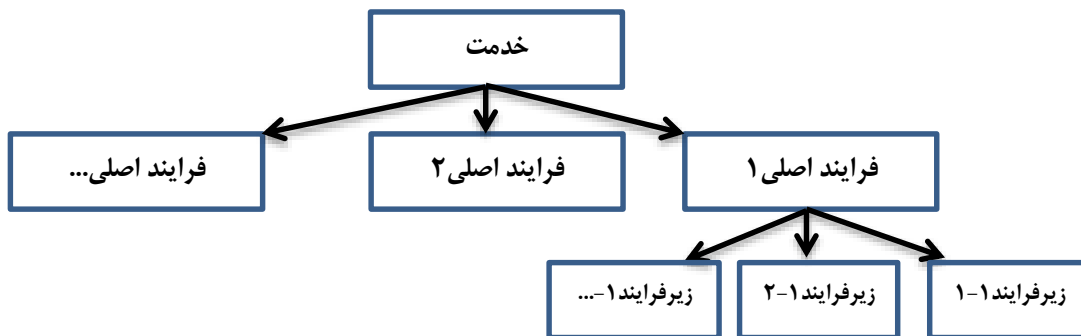 خدمت
فرایند اصلی۱
فرایند اصلی۲
فرایند اصلی...
زیرفرایند۱-۱
زیرفرایند۱-۲
زیرفرایند۱-...